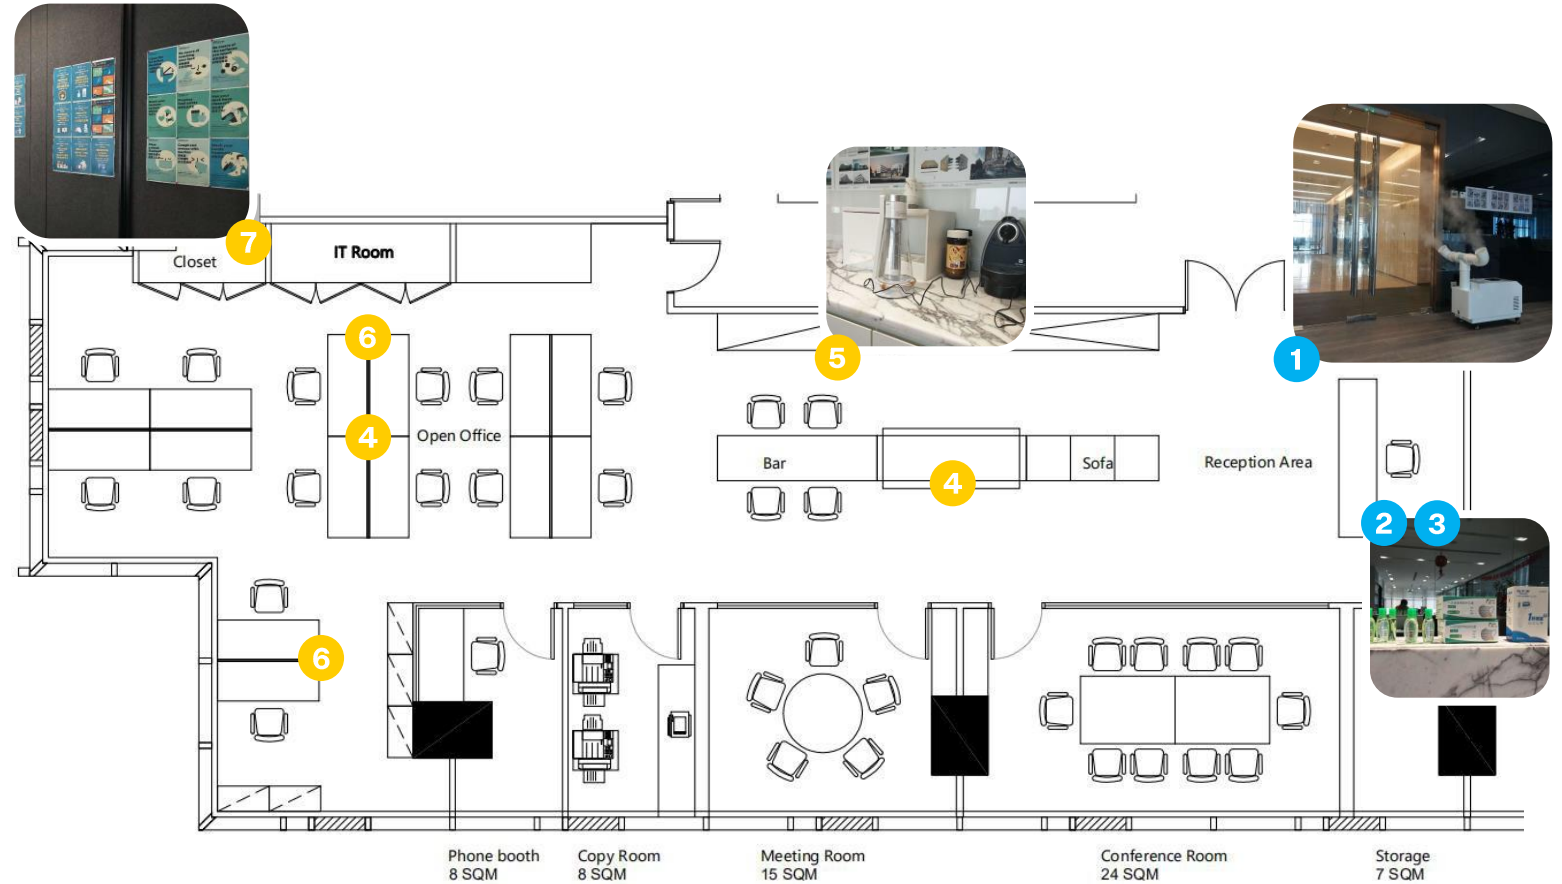 7
Closet
IT Room
6
5
1
4
Open Office
Bar
4
Sofa
Reception Area
2
3
6
Phone booth
8 SQM
Copy Room
8 SQM
Meeting Room
15 SQM
Conference Room
24 SQM
Storage
7 SQM